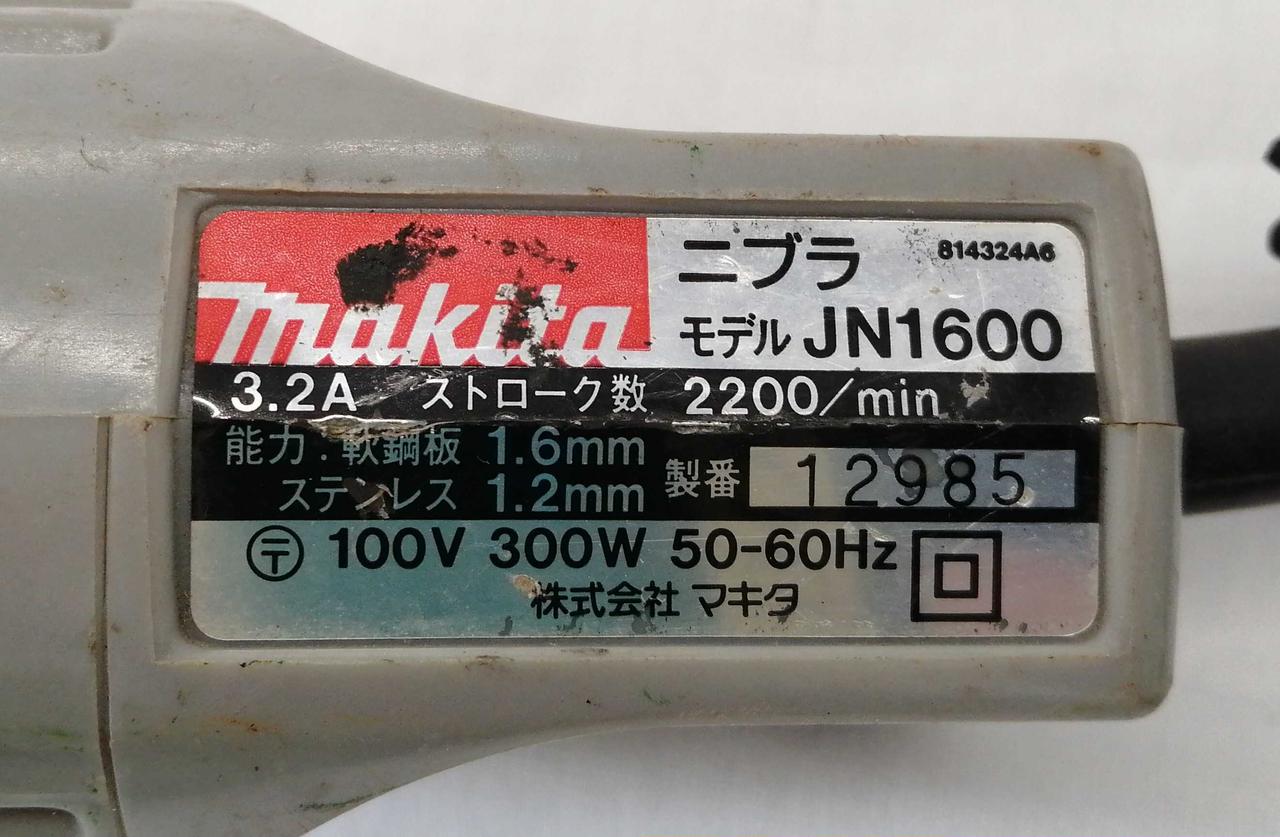 makita
ニブラ 814324A6
モデル JN1600
3.2A ストローク数 2200/min
能力.軟鋼板 1.6mm
ステンレス 1.2mm
製番 12985
〶 100V 300W 50-60Hz
株式会社 マキタ